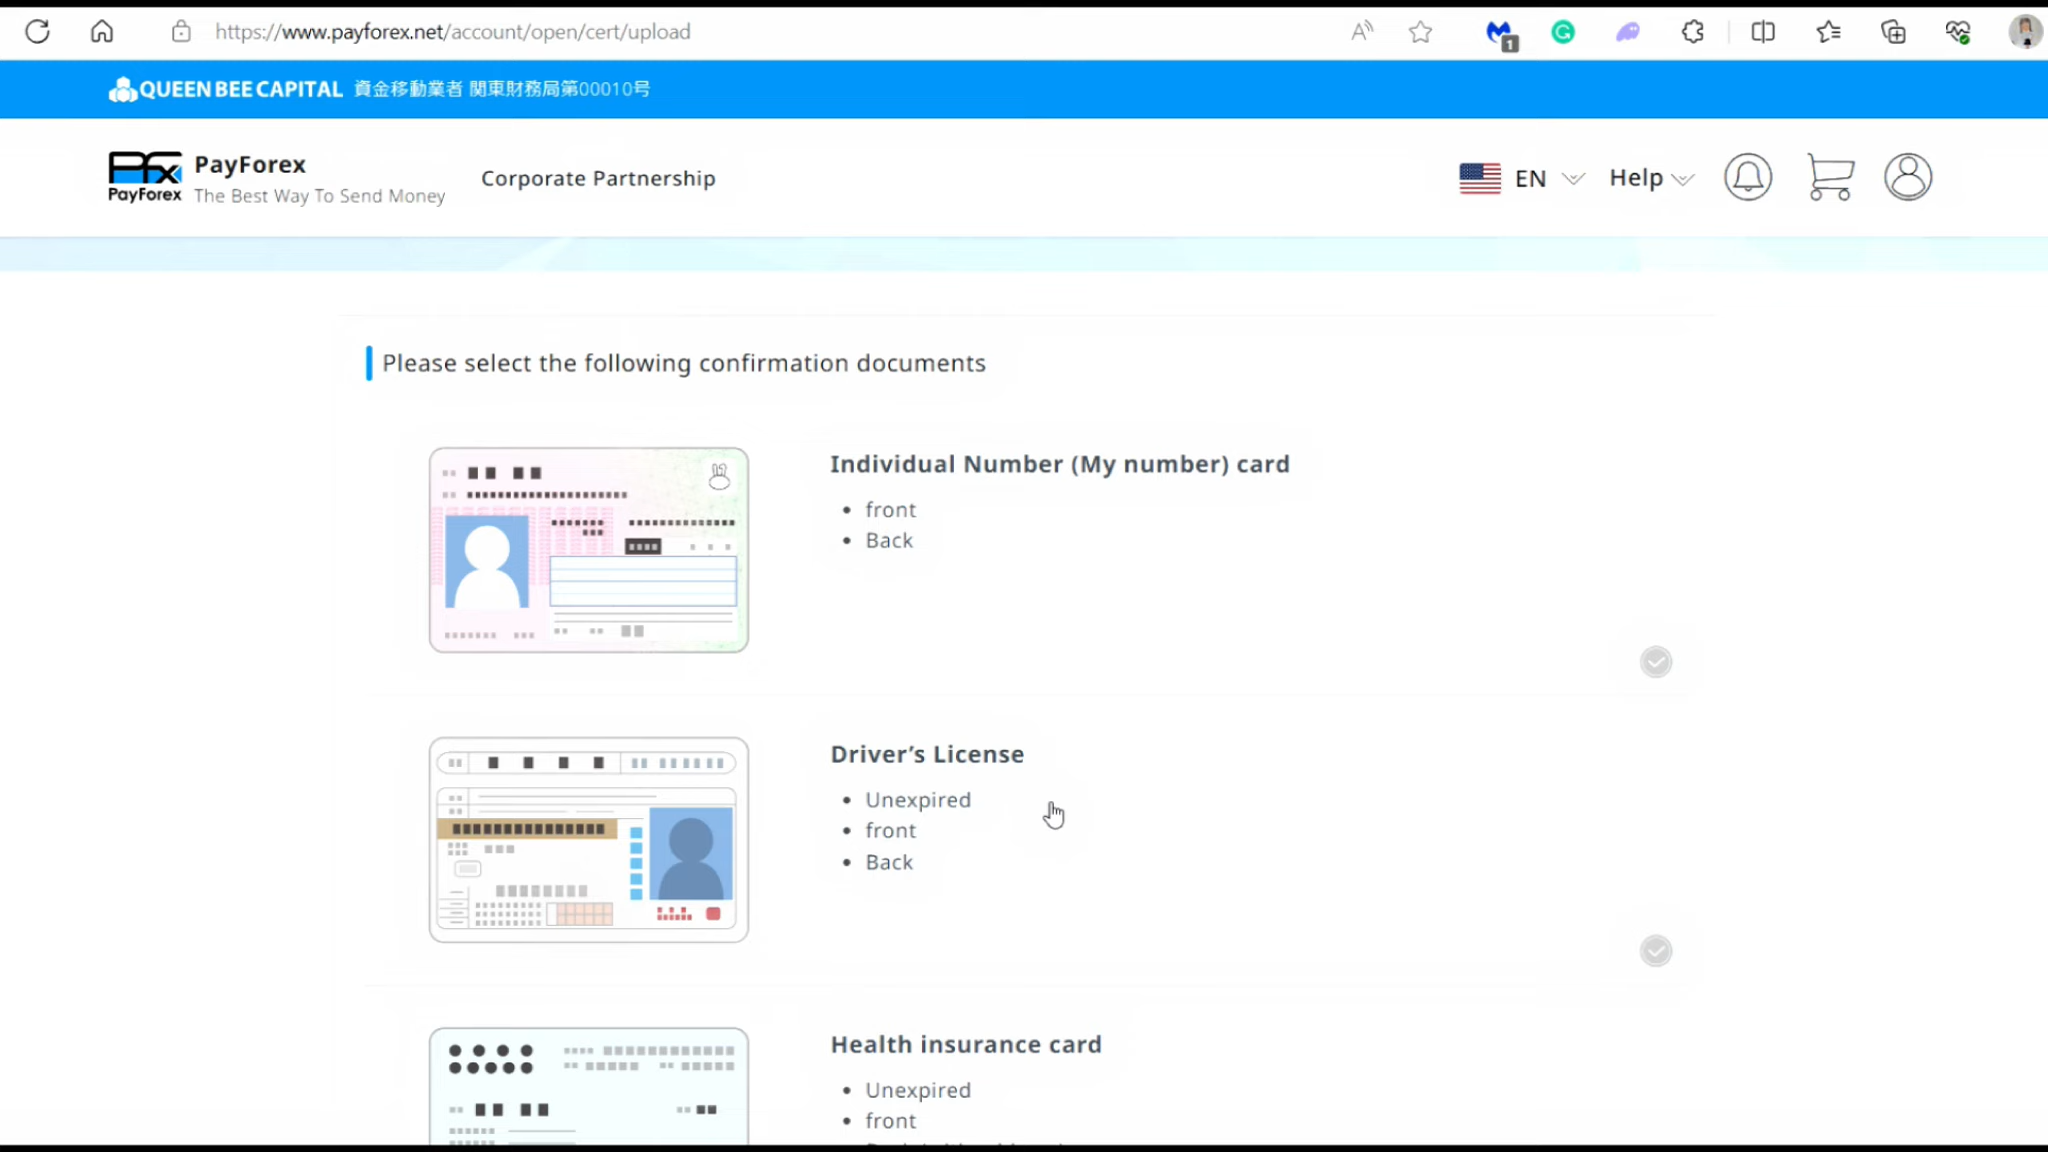 https://www.payforex.net/account/open/cert/upload
1
QUEEN BEE CAPITAL 資金移動業者 関東財務局第00010号
PayForex
PayForex
The Best Way To Send Money
Corporate Partnership
EN
Help
Please select the following confirmation documents
Individual Number (My number) card
• front
• Back
Driver’s License
• Unexpired
• front
• Back
Health insurance card
• Unexpired
• front